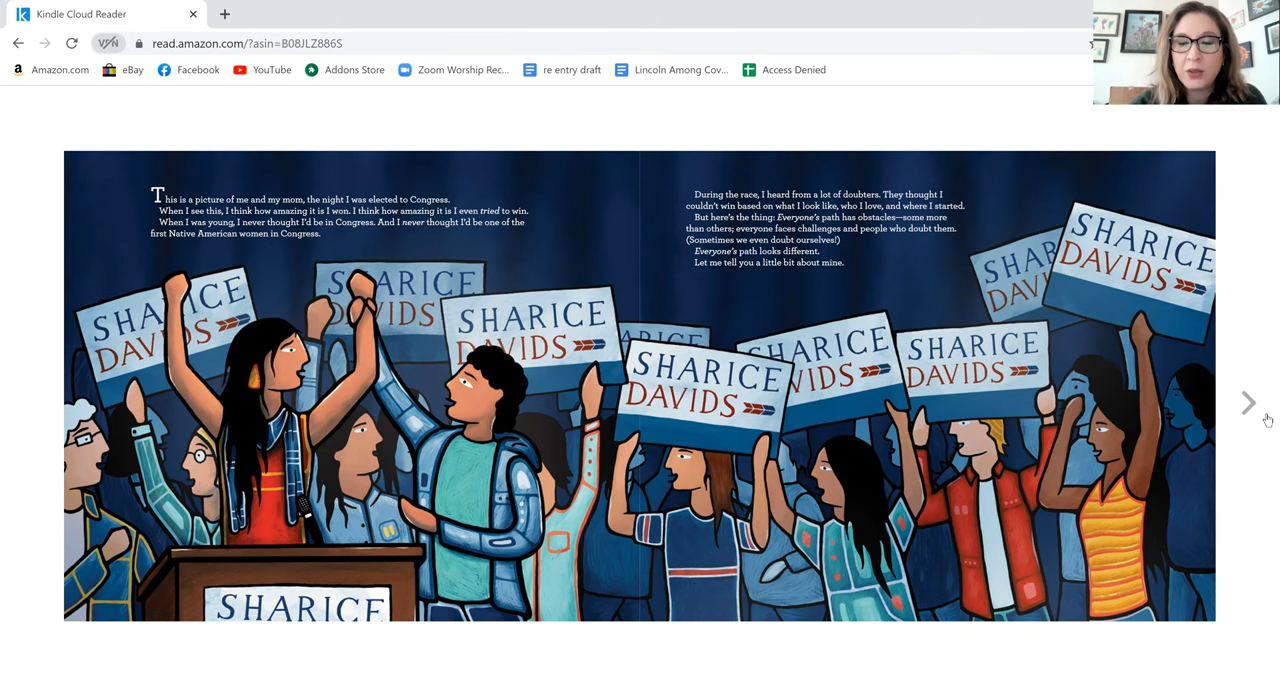 Kindle Cloud Reader
VPN
read.amazon.com/?asin=B08JLZ886S
Amazon.com
eBay
Facebook
YouTube
Addons Store
Zoom Worship Rec...
re entry draft
Lincoln Among Cov...
Access Denied
This is a picture of me and my mom, the night I was elected to Congress.
When I see this, I think how amazing it is I won. I think how amazing it is I even tried to win.
When I was young, I never thought I'd be in Congress. And I never thought I'd be one of the
first Native American women in Congress.
During the race, I heard from a lot of doubters. They thought I
couldn't win based on what I look like, who I love, and where I started.
But here's the thing: Everyone's path has obstacles—some more
than others; everyone faces challenges and people who doubt them.
(Sometimes we even doubt ourselves!)
Everyone's path looks different.
Let me tell you a little bit about mine.
SHARICE
DAVIDS
SHARICE
DAVIDS
SHARICE
DAVIDS
SHARICE
DAVIDS
SHARICE
DAVIDS
SHARICE
DAVIDS
SHAR
DAVI
SHARICE
DAVIDS
SHARICE